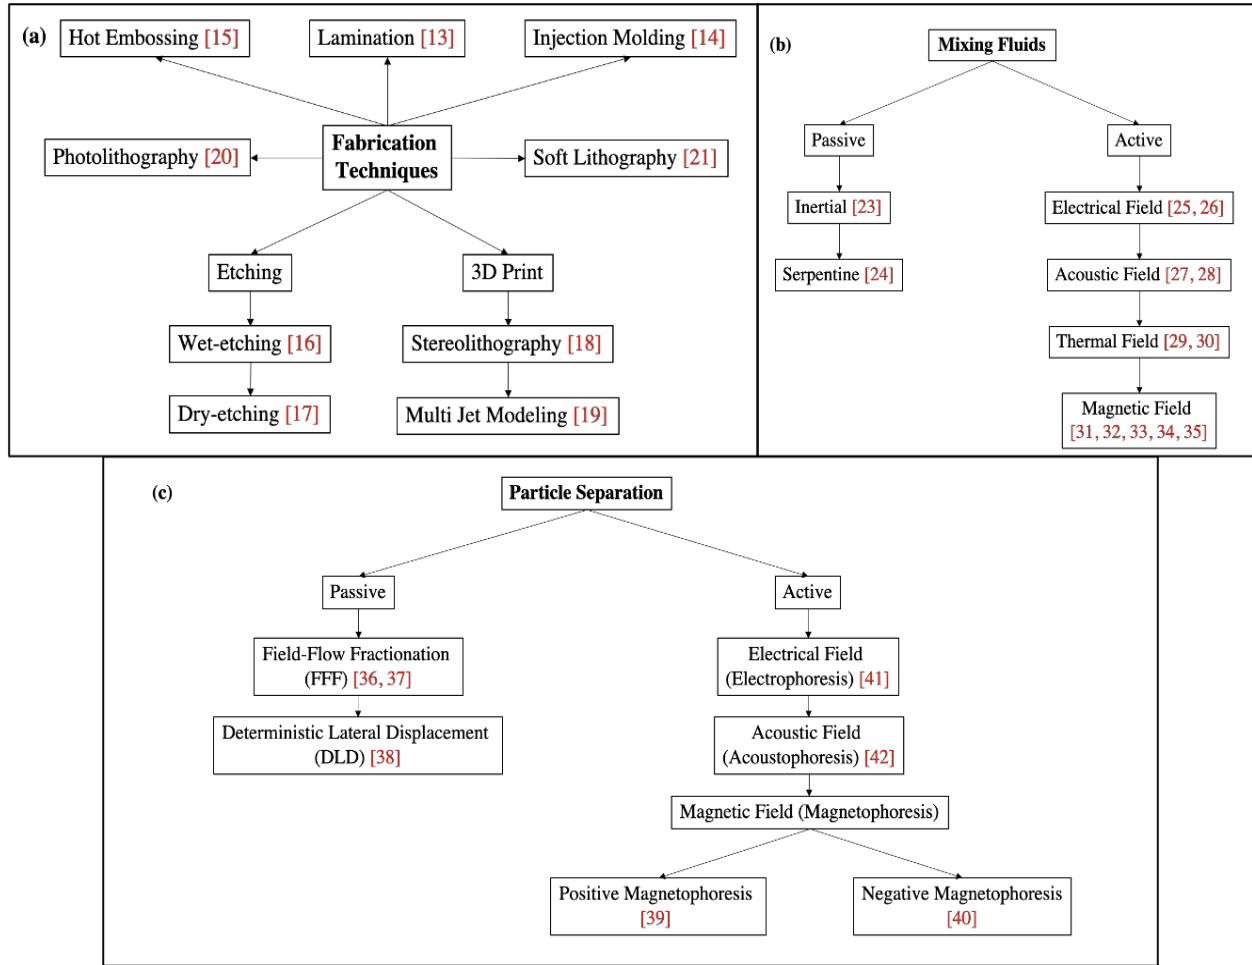 (a)
Hot Embossing [15]
Lamination [13]
Injection Molding [14]
Photolithography [20]
Fabrication
Techniques
Soft Lithography [21]
Etching
3D Print
Wet-etching [16]
Stereolithography [18]
Dry-etching [17]
Multi Jet Modeling [19]
(b)
Mixing Fluids
Passive
Active
Inertial [23]
Electrical Field [25, 26]
Serpentine [24]
Acoustic Field [27, 28]
Thermal Field [29, 30]
Magnetic Field
[31, 32, 33, 34, 35]
(c)
Particle Separation
Passive
Active
Field-Flow Fractionation
(FFF) [36, 37]
Electrical Field
(Electrophoresis) [41]
Deterministic Lateral Displacement
(DLD) [38]
Acoustic Field
(Acoustophoresis) [42]
Magnetic Field (Magnetophoresis)
Positive Magnetophoresis
[39]
Negative Magnetophoresis
[40]